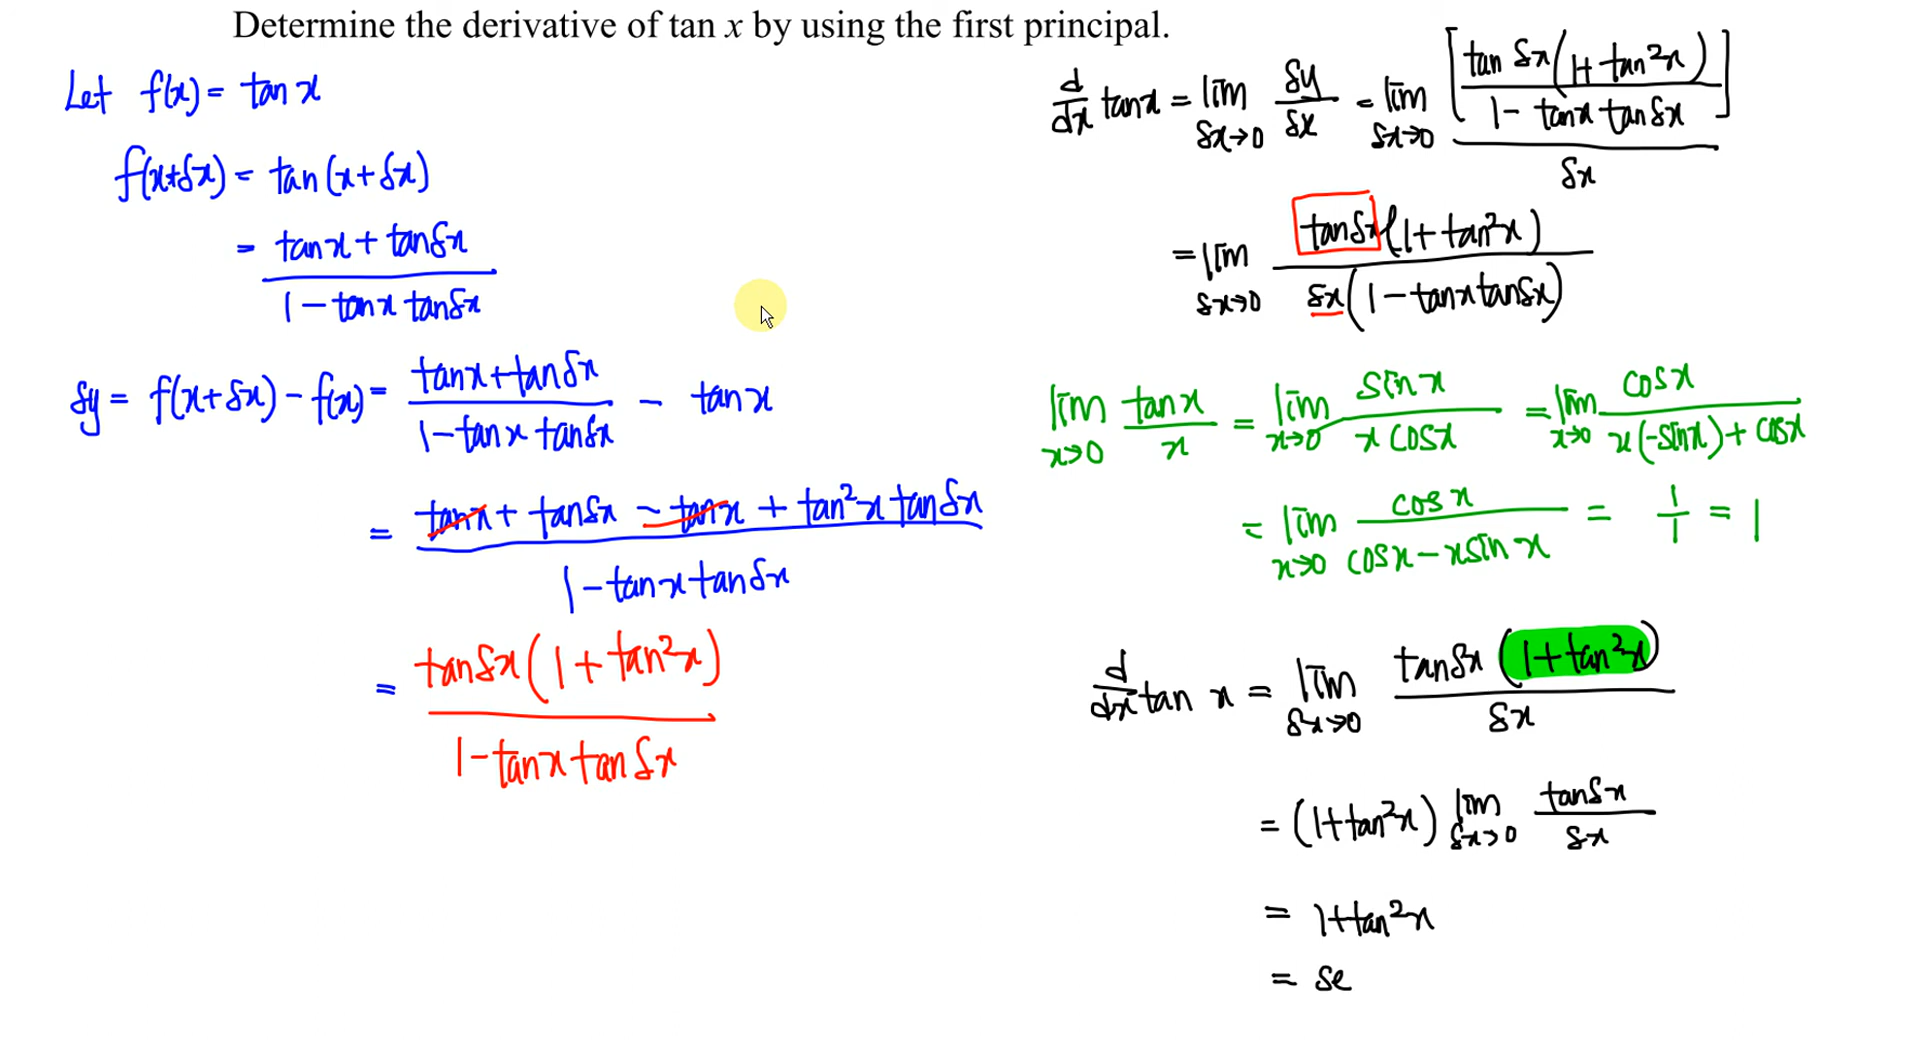 Determine the derivative of tan x by using the first principal.
Let f(x) = tan x
f(x+δx) = tan (x+δx)
= tan x + tan δx
1 − tan x tan δx
δy = f(x+δx) − f(x) = tan x + tan δx / 1 − tan x tan δx − tan x
= tan x + tan δx − tan x + tan²x tan δx
1 − tan x tan δx
= tan δx (1 + tan²x)
1 − tan x tan δx
d/dx tan x = lim δx→0 δy/δx = lim δx→0 [tan δx (1 + tan²x) / 1 − tan x tan δx] / δx
= lim δx→0 tan δx (1 + tan²x) / δx (1 − tan x tan δx)
lim x→0 tan x / x = lim x→0 sin x / x cos x = lim x→0 cos x / x(−sin x) + cos x
= lim x→0 cos x / cos x − x sin x = 1/1 = 1
d/dx tan x = lim δx→0 tan δx (1 + tan²x) / δx
= (1 + tan²x) lim δx→0 tan δx / δx
= 1 + tan²x
= se